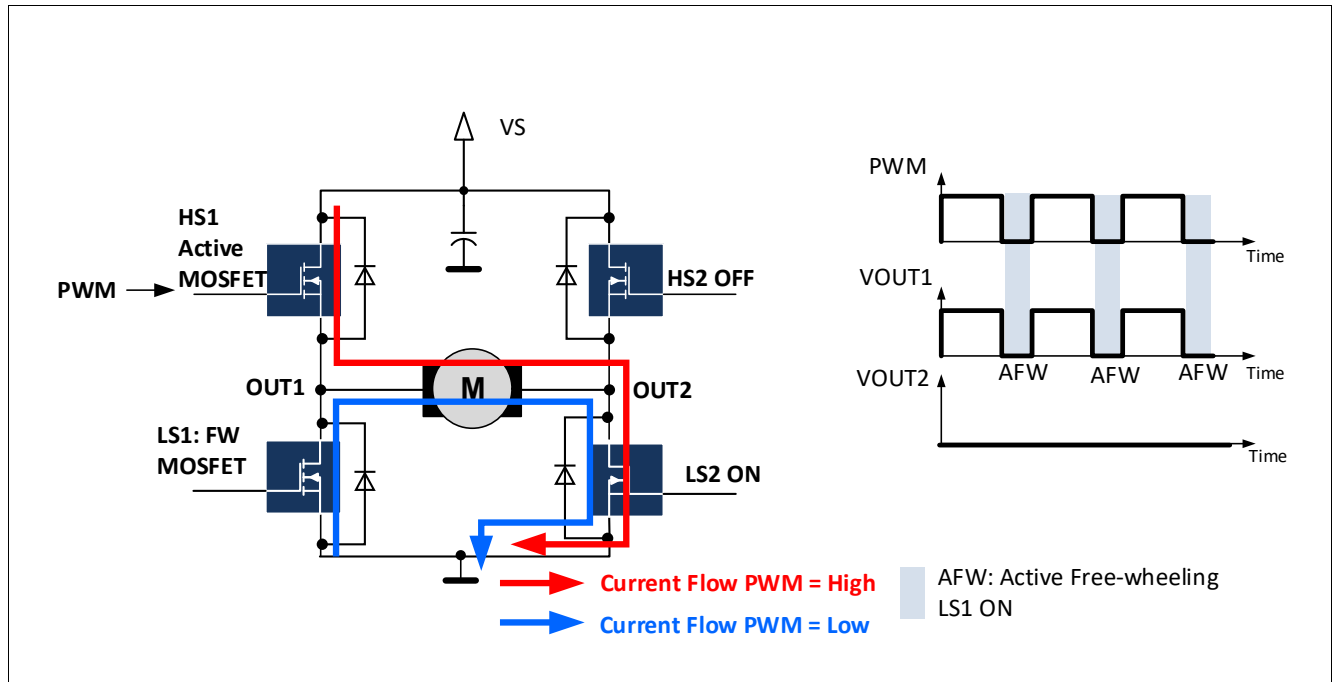 VS
HS1
Active
MOSFET
PWM
HS2 OFF
OUT1
M
OUT2
LS1: FW
MOSFET
LS2 ON
Current Flow PWM = High
Current Flow PWM = Low
PWM
Time
VOUT1
AFW
AFW
AFW
Time
VOUT2
Time
AFW: Active Free-wheeling
LS1 ON